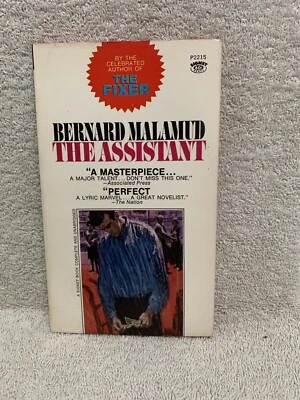 BY THE
CELEBRATED
AUTHOR OF
THE
FIXER
P2215
SIGNET
BERNARD MALAMUD
THE ASSISTANT
"A MASTERPIECE...
A MAJOR TALENT... DON'T MISS THIS ONE."
—Associated Press
"PERFECT
A LYRIC MARVEL... A GREAT NOVELIST."
—The Nation
A SIGNET BOOK COMPLETE AND UNABRIDGED